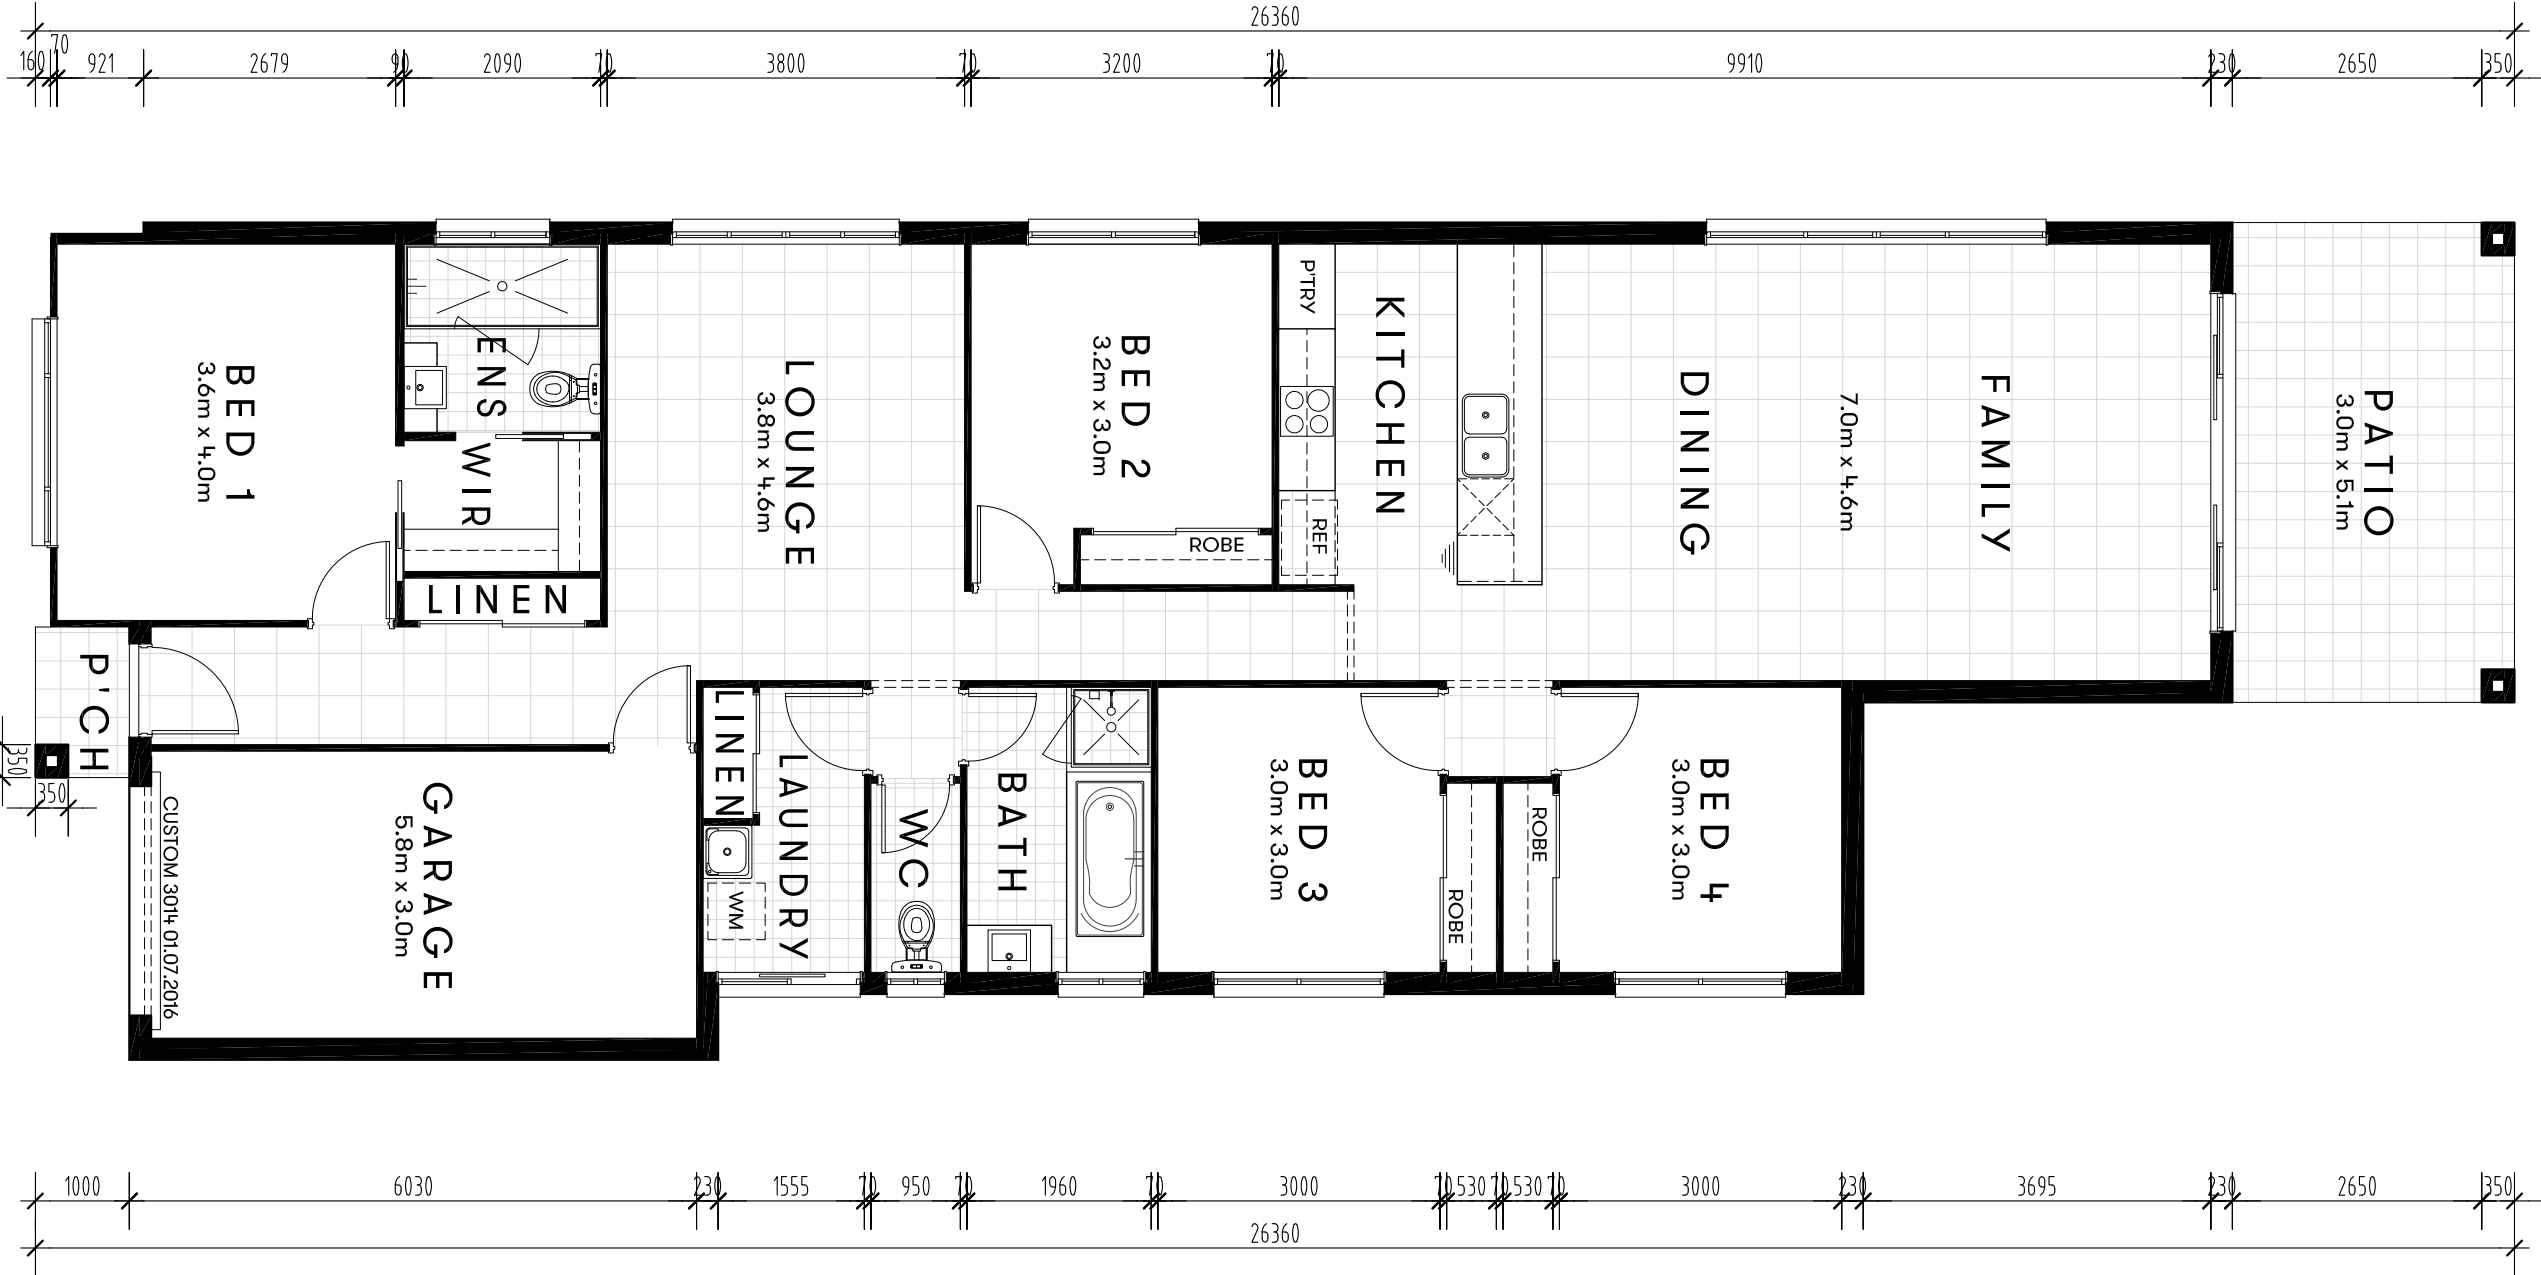 26360
160
70
921
2679
90
2090
70
3800
70
3200
70
9910
230
2650
350
BED 1
3.6m x 4.0m
ENS
WIR
LINEN
LOUNGE
3.8m x 4.6m
BED 2
3.2m x 3.0m
ROBE
P'TRY
REF
KITCHEN
DINING
7.0m x 4.6m
FAMILY
PATIO
3.0m x 5.1m
P'CH
350
350
CUSTOM 3014 01.07.2016
GARAGE
5.8m x 3.0m
LINEN
WM
LAUNDRY
WC
BATH
BED 3
3.0m x 3.0m
ROBE
ROBE
BED 4
3.0m x 3.0m
1000
6030
230
1555
70
950
70
1960
70
3000
70
530
70
530
70
3000
230
3695
230
2650
350
26360